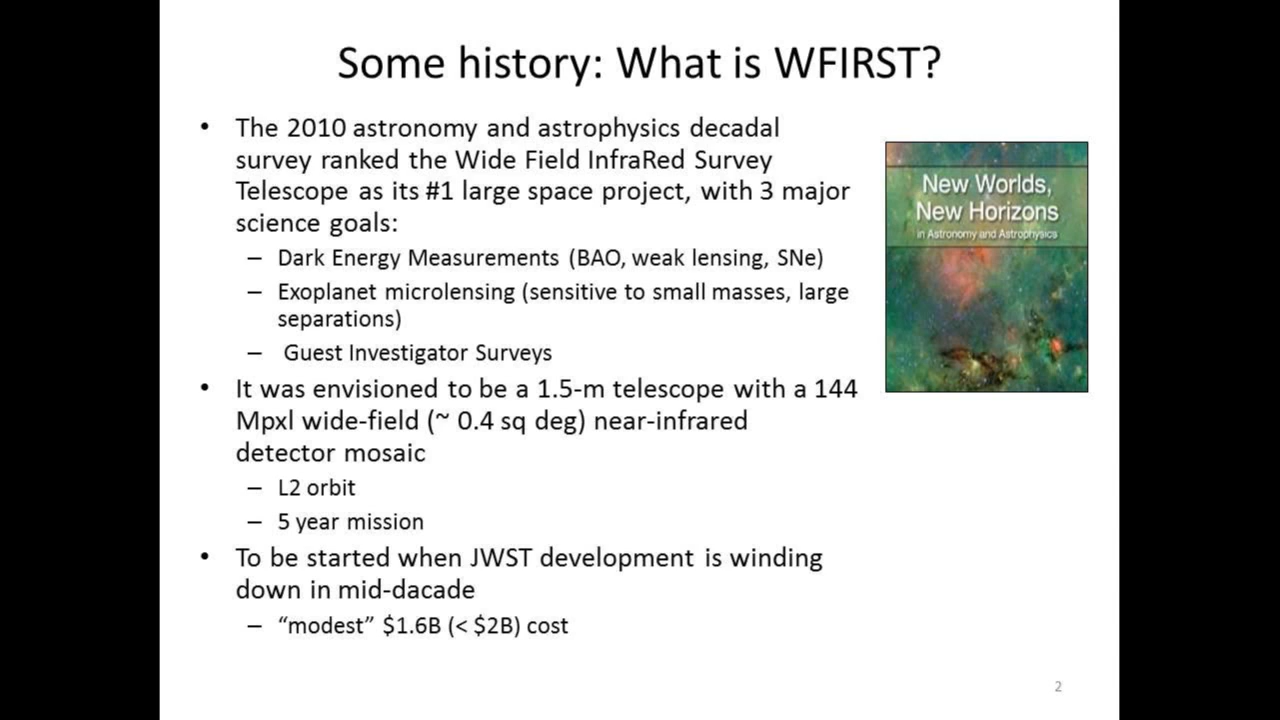 Some history: What is WFIRST?
• The 2010 astronomy and astrophysics decadal
survey ranked the Wide Field InfraRed Survey
Telescope as its #1 large space project, with 3 major
science goals:
– Dark Energy Measurements (BAO, weak lensing, SNe)
– Exoplanet microlensing (sensitive to small masses, large
separations)
– Guest Investigator Surveys
• It was envisioned to be a 1.5-m telescope with a 144
Mpxl wide-field (~ 0.4 sq deg) near-infrared
detector mosaic
– L2 orbit
– 5 year mission
• To be started when JWST development is winding
down in mid-dacade
– “modest” $1.6B (< $2B) cost
New Worlds,
New Horizons
in Astronomy and Astrophysics
2